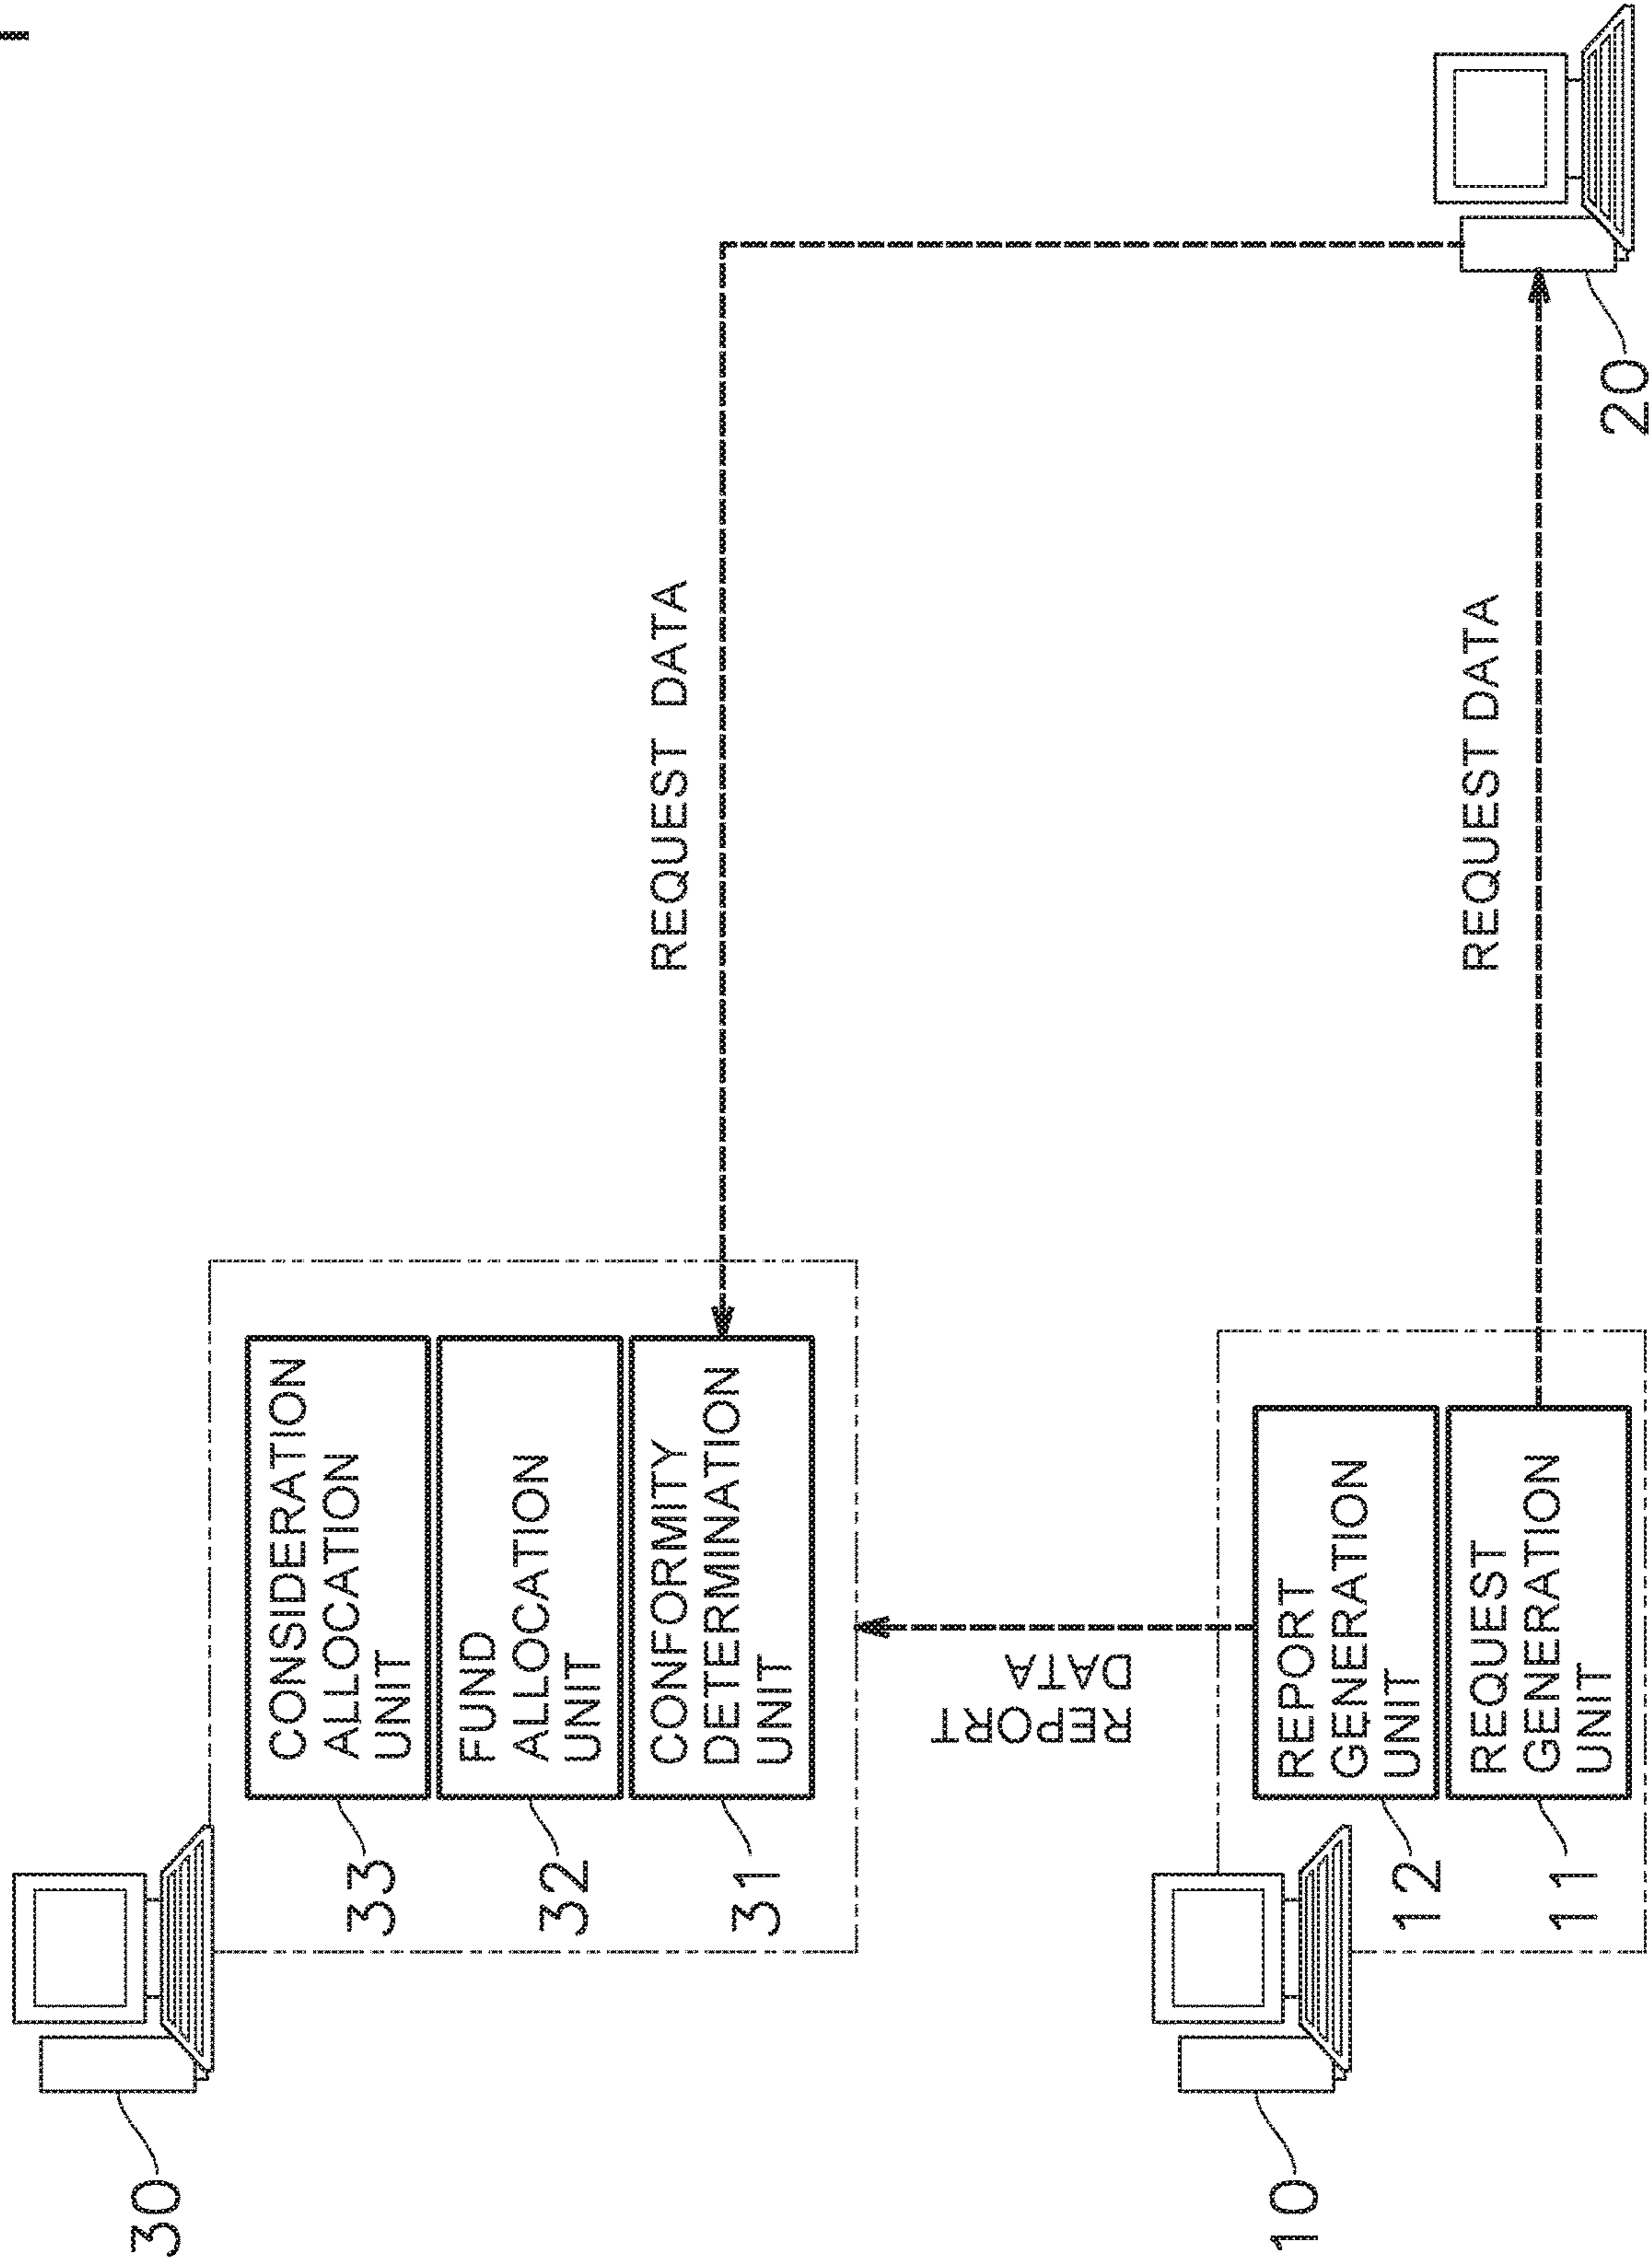 30
33
CONSIDERATION
ALLOCATION
UNIT
32
FUND
ALLOCATION
UNIT
31
CONFORMITY
DETERMINATION
UNIT
REQUEST DATA
REPORT
DATA
10
12
REPORT
GENERATION
UNIT
11
REQUEST
GENERATION
UNIT
REQUEST DATA
20